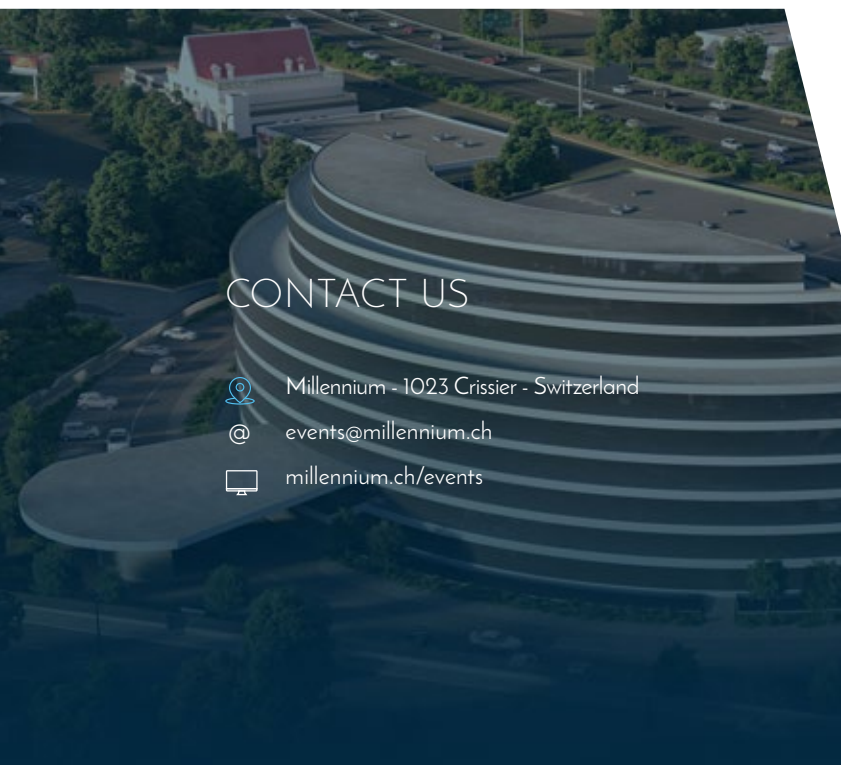 CONTACT US
Millennium - 1023 Crissier - Switzerland
@ events@millennium.ch
millennium.ch/events